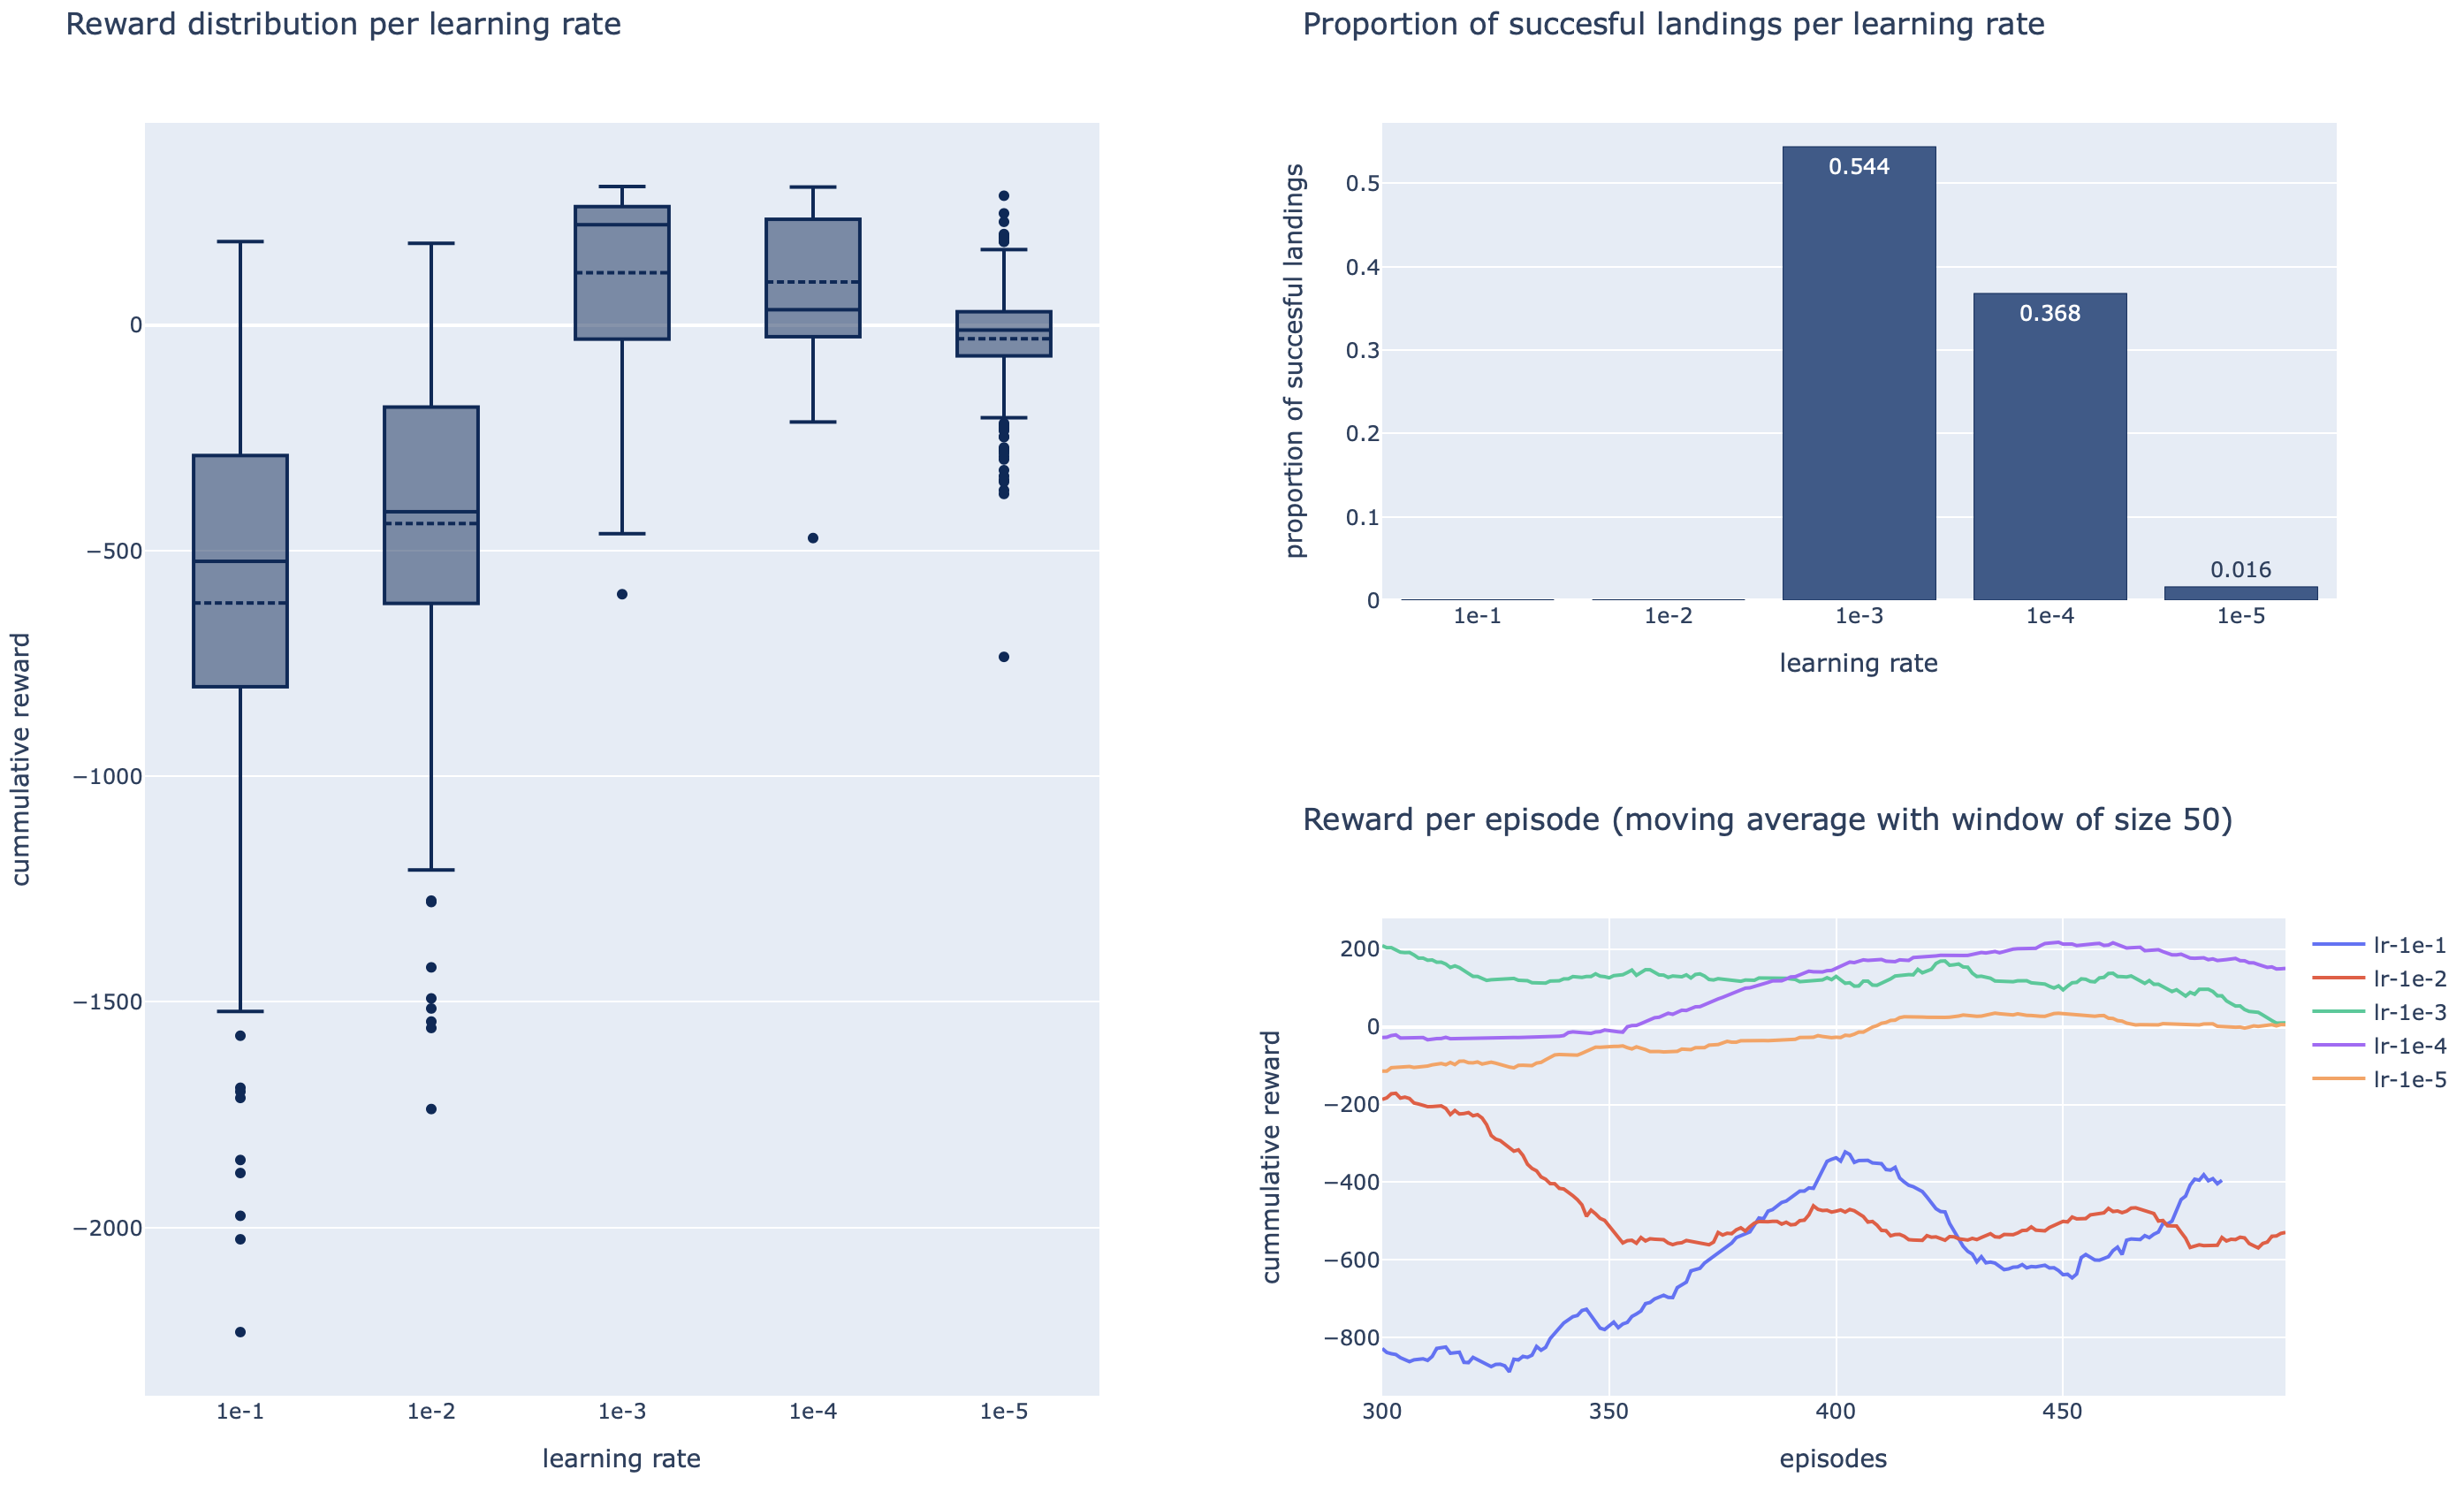 Reward distribution per learning rate
cummulative reward
0
−500
−1000
−1500
−2000
1e-1
1e-2
1e-3
1e-4
1e-5
learning rate
Proportion of succesful landings per learning rate
proportion of succesful landings
0.5
0.4
0.3
0.2
0.1
0
0.544
0.368
0.016
1e-1
1e-2
1e-3
1e-4
1e-5
learning rate
Reward per episode (moving average with window of size 50)
cummulative reward
200
0
−200
−400
−600
−800
300
350
400
450
episodes
lr-1e-1
lr-1e-2
lr-1e-3
lr-1e-4
lr-1e-5